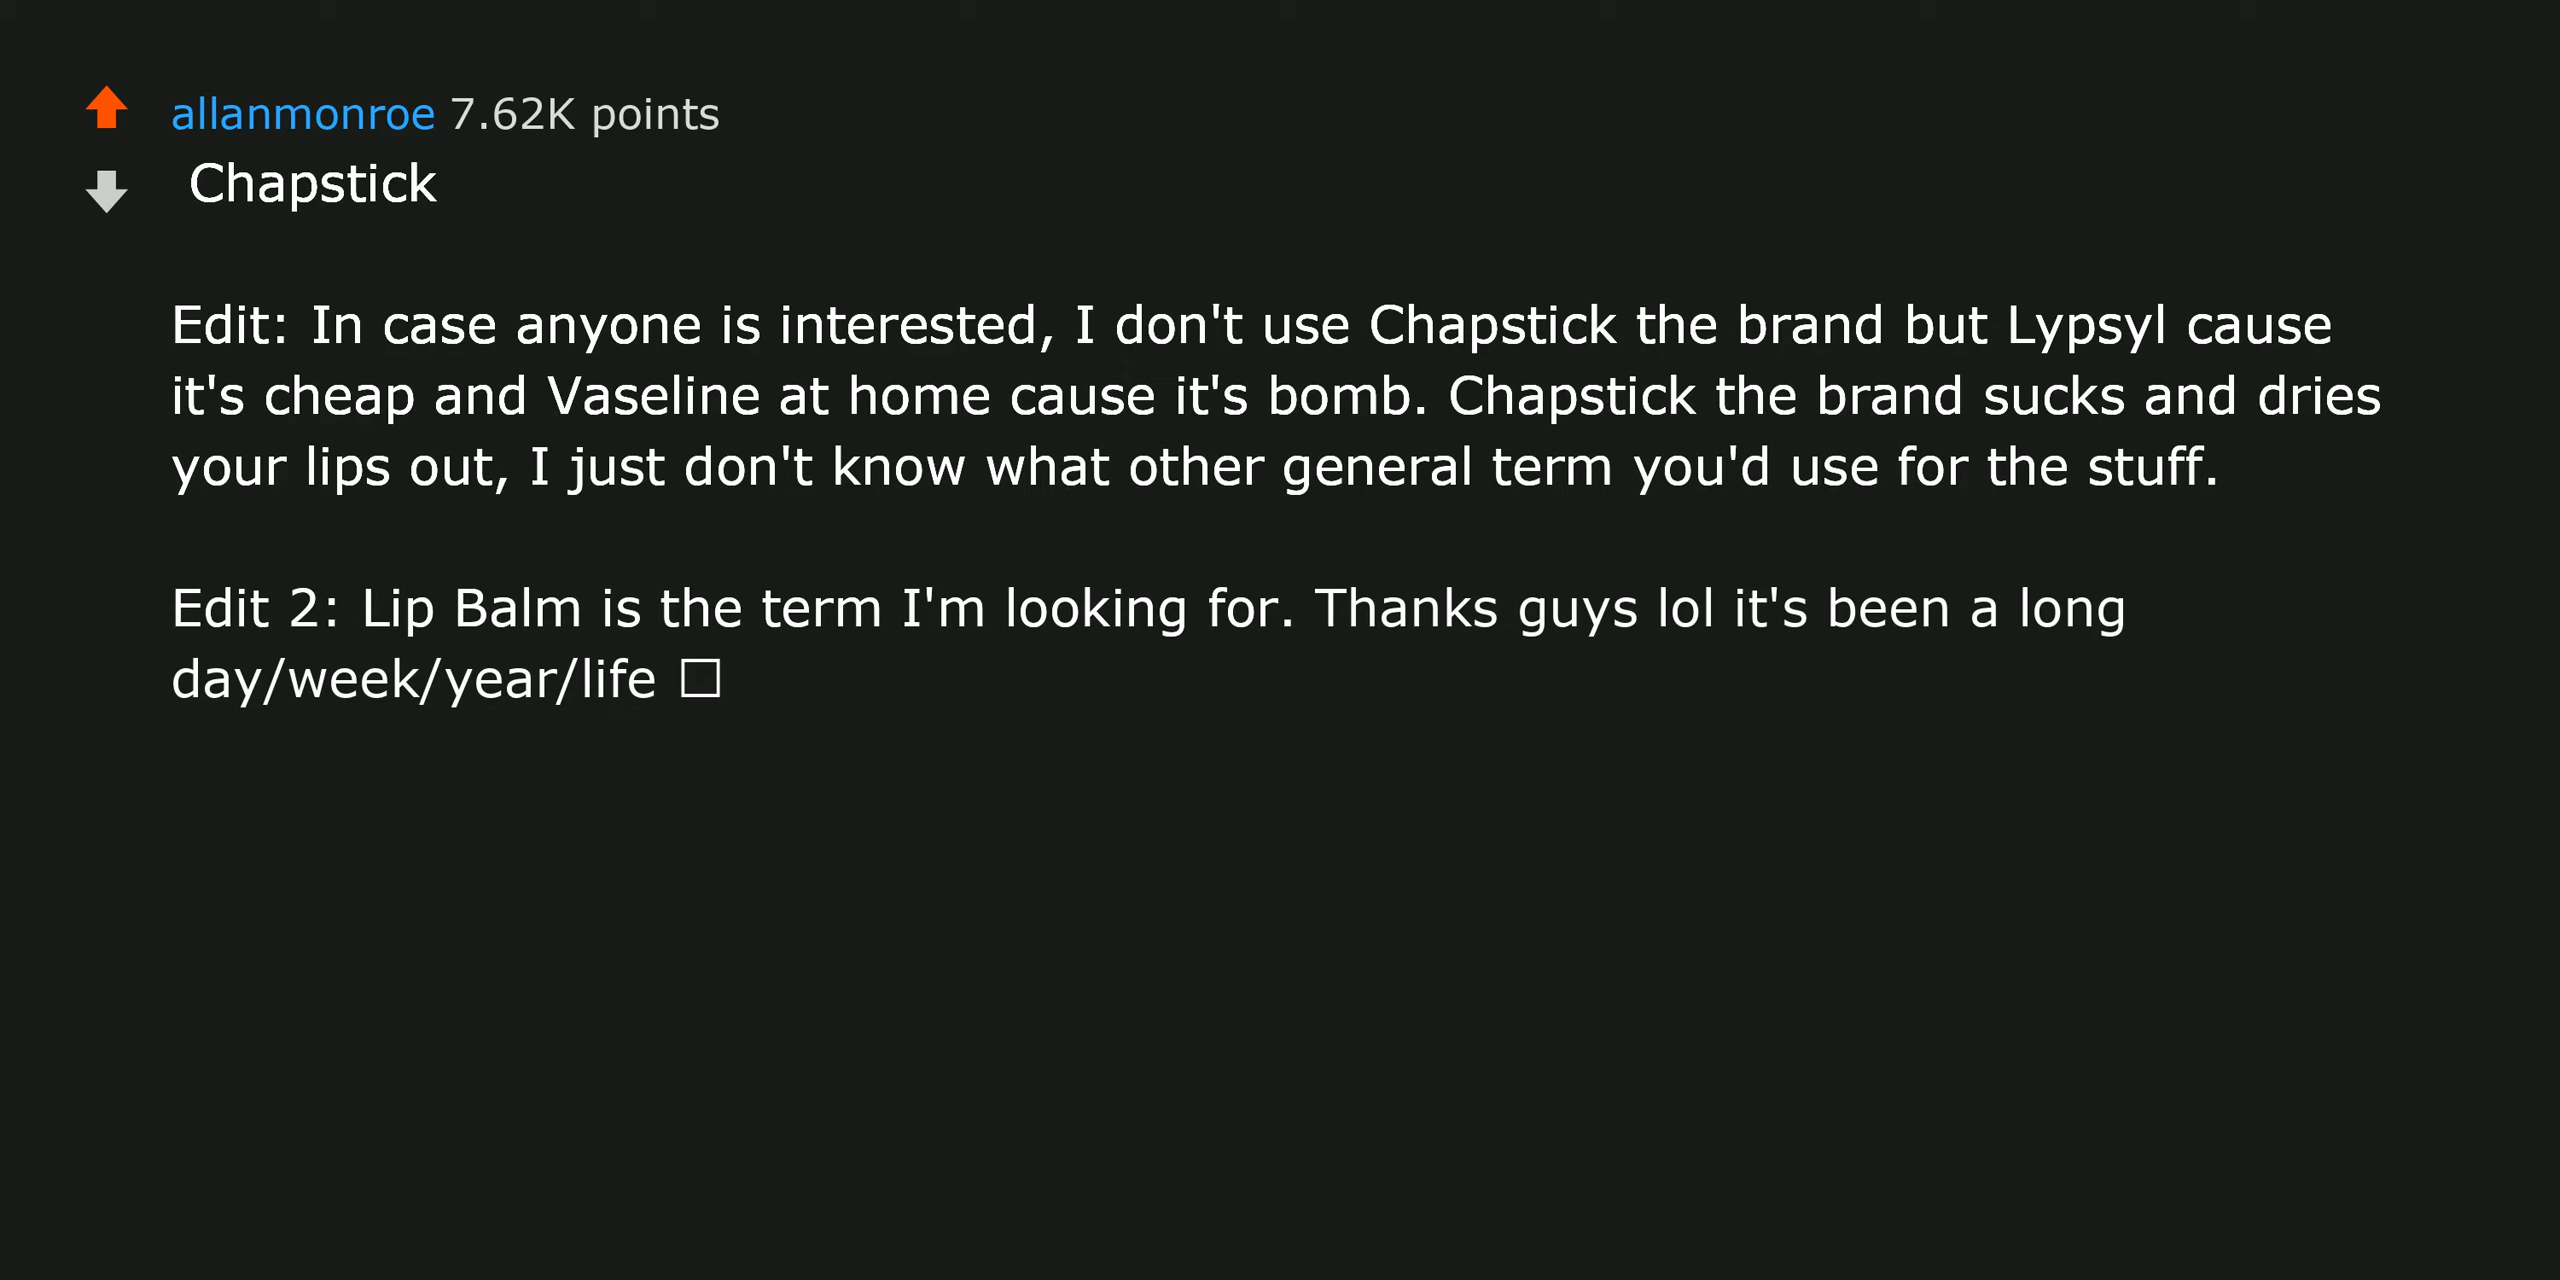 allanmonroe 7.62K points
Chapstick
Edit: In case anyone is interested, I don't use Chapstick the brand but Lypsyl cause
it's cheap and Vaseline at home cause it's bomb. Chapstick the brand sucks and dries
your lips out, I just don't know what other general term you'd use for the stuff.
Edit 2: Lip Balm is the term I'm looking for. Thanks guys lol it's been a long
day/week/year/life □